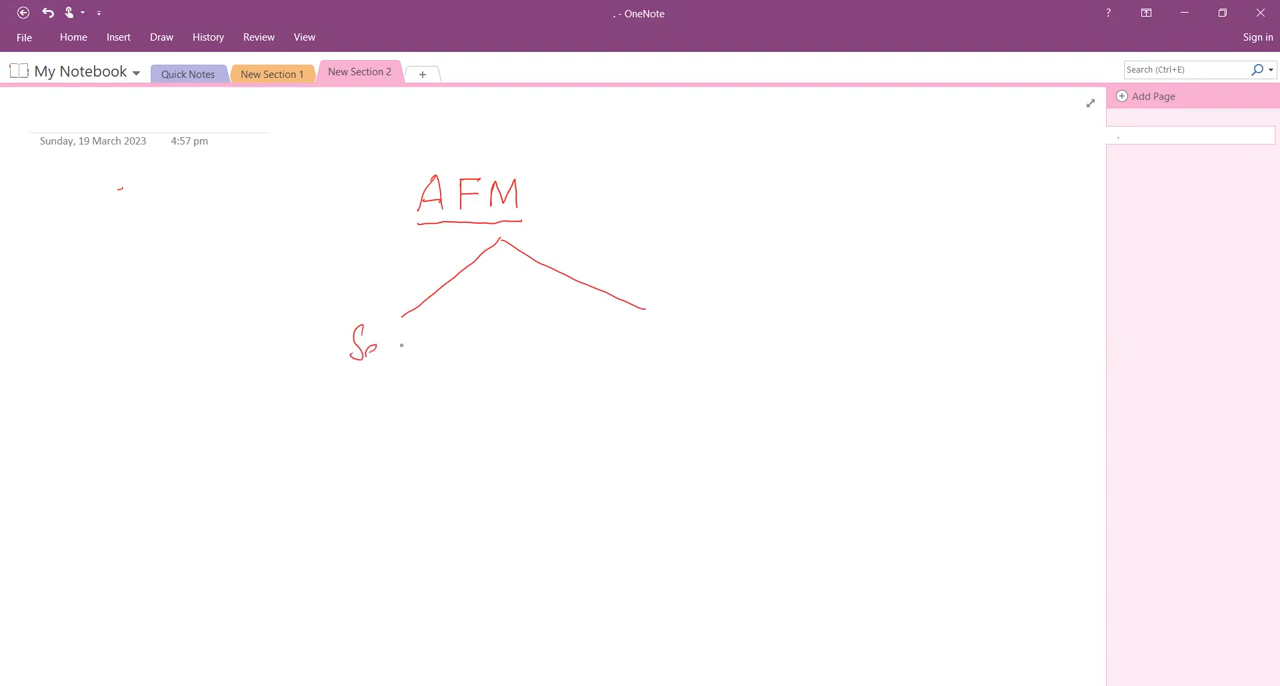 . - OneNote
?
File Home Insert Draw History Review View
Sign in
My Notebook
Quick Notes
New Section 1
New Section 2
+
Search (Ctrl+E)
Add Page
.
Sunday, 19 March 2023 4:57 pm
AFM
Se